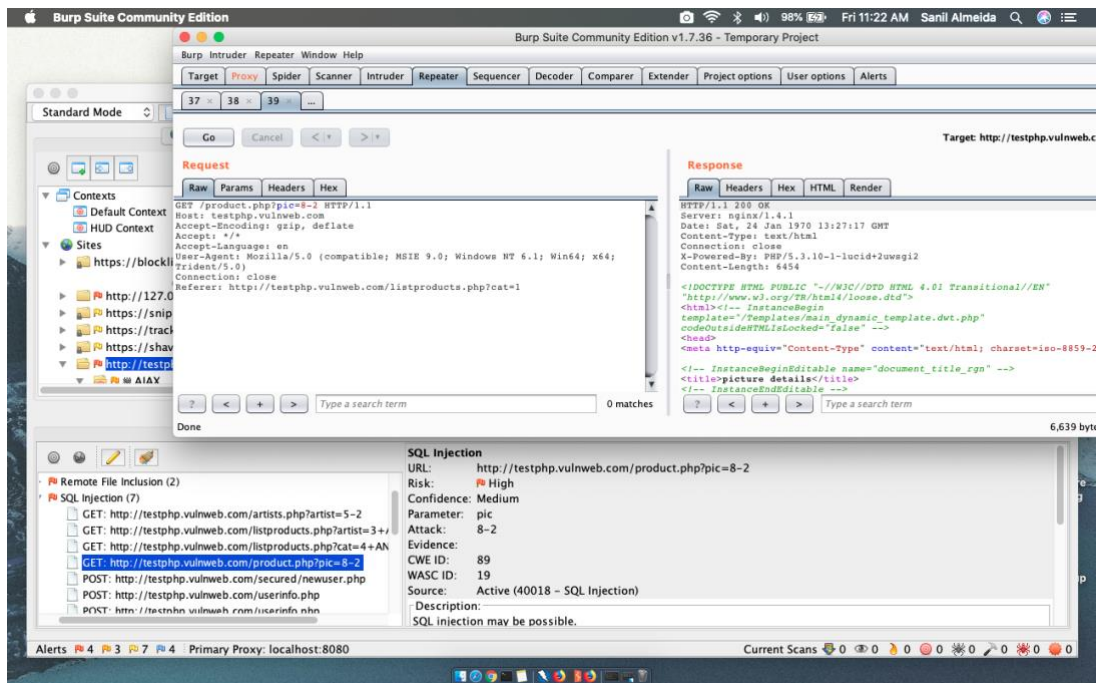 Burp Suite Community Edition
98%
Fri 11:22 AM Sanil Almeida
Burp Suite Community Edition v1.7.36 - Temporary Project
Burp Intruder Repeater Window Help
Target Proxy Spider Scanner Intruder Repeater Sequencer Decoder Comparer Extender Project options User options Alerts
37 × 38 × 39 × ...
Go Cancel < >
Target: http://testphp.vulnweb.c
Request
Raw Params Headers Hex
GET /product.php?pic=8-2 HTTP/1.1
Host: testphp.vulnweb.com
Accept-Encoding: gzip, deflate
Accept: */*
Accept-Language: en
User-Agent: Mozilla/5.0 (compatible; MSIE 9.0; Windows NT 6.1; Win64; x64;
Trident/5.0)
Connection: close
Referer: http://testphp.vulnweb.com/listproducts.php?cat=1
? < + > Type a search term 0 matches
Done
Response
Raw Headers Hex HTML Render
HTTP/1.1 200 OK
Server: nginx/1.4.1
Date: Sat, 24 Jan 1970 13:27:17 GMT
Content-Type: text/html
Connection: close
X-Powered-By: PHP/5.3.10-1~lucid+2uwsgi2
Content-Length: 6454
<!DOCTYPE HTML PUBLIC "-//W3C//DTD HTML 4.01 Transitional//EN"
"http://www.w3.org/TR/html4/loose.dtd">
<html><!-- InstanceBegin
template="/Templates/main_dynamic_template.dwt.php"
codeOutsideHTMLIsLocked="false" -->
<head>
<meta http-equiv="Content-Type" content="text/html; charset=iso-8859-2
<!-- InstanceBeginEditable name="document_title_rgn" -->
<title>picture details</title>
<!-- InstanceEndEditable -->
? < + > Type a search term
6,639 byte
Standard Mode
Contexts
Default Context
HUD Context
Sites
https://blockli
http://127.0
https://snip
https://track
https://shav
http://testpl
AJAX
Remote File Inclusion (2)
SQL Injection (7)
GET: http://testphp.vulnweb.com/artists.php?artist=5-2
GET: http://testphp.vulnweb.com/listproducts.php?artist=3+
GET: http://testphp.vulnweb.com/listproducts.php?cat=4+AN
GET: http://testphp.vulnweb.com/product.php?pic=8-2
POST: http://testphp.vulnweb.com/secured/newuser.php
POST: http://testphp.vulnweb.com/userinfo.php
POST: http://testphp.vulnweb.com/userinfo.php
SQL Injection
URL: http://testphp.vulnweb.com/product.php?pic=8-2
Risk: High
Confidence: Medium
Parameter: pic
Attack: 8-2
Evidence:
CWE ID: 89
WASC ID: 19
Source: Active (40018 - SQL Injection)
Description:
SQL injection may be possible.
Alerts 4 3 7 4 Primary Proxy: localhost:8080
Current Scans 0 0 0 0 0 0 0 0